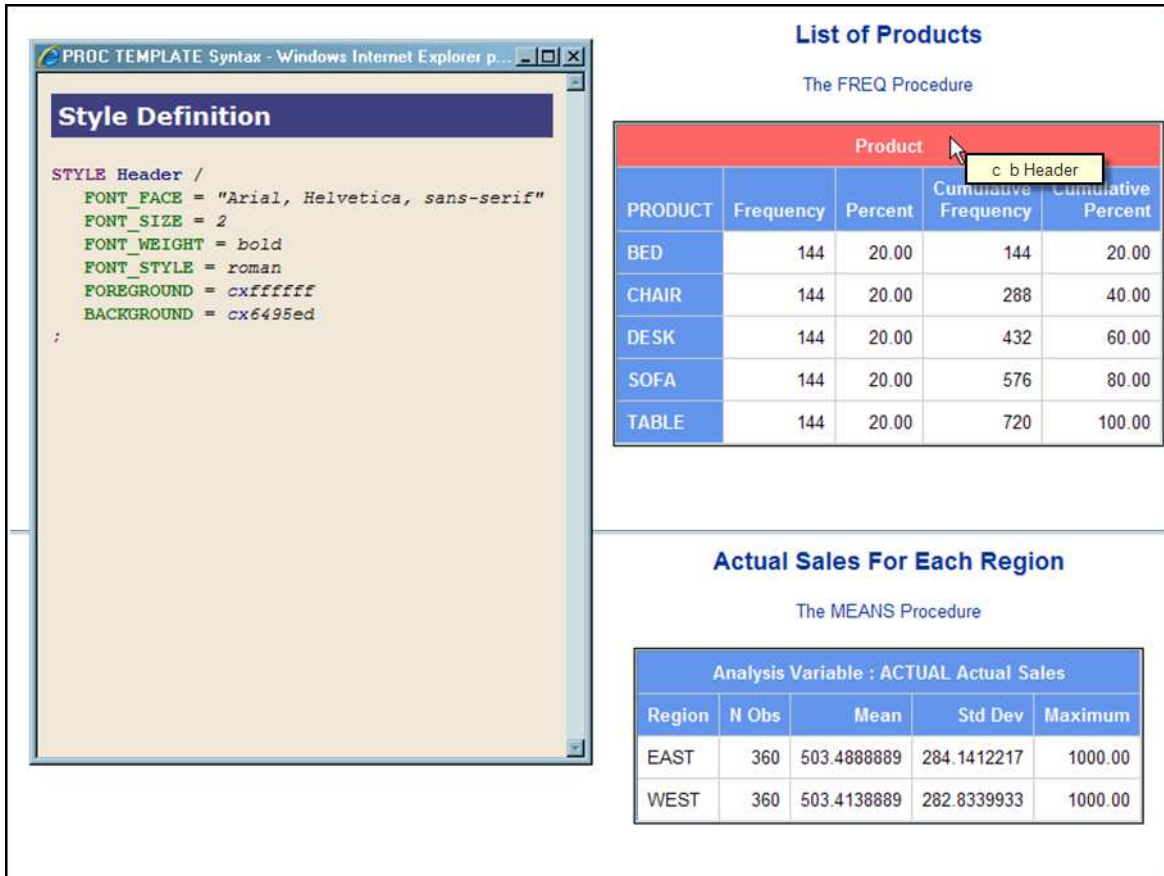 PROC TEMPLATE Syntax - Windows Internet Explorer p...
Style Definition
STYLE Header /
FONT_FACE = "Arial, Helvetica, sans-serif"
FONT_SIZE = 2
FONT_WEIGHT = bold
FONT_STYLE = roman
FOREGROUND = cxffffff
BACKGROUND = cx6495ed
;
List of Products
The FREQ Procedure
Product
c b Header
PRODUCT Frequency Percent Cumulative Frequency Cumulative Percent
BED 144 20.00 144 20.00
CHAIR 144 20.00 288 40.00
DESK 144 20.00 432 60.00
SOFA 144 20.00 576 80.00
TABLE 144 20.00 720 100.00
Actual Sales For Each Region
The MEANS Procedure
Analysis Variable : ACTUAL Actual Sales
Region N Obs Mean Std Dev Maximum
EAST 360 503.4888889 284.1412217 1000.00
WEST 360 503.4138889 282.8339933 1000.00